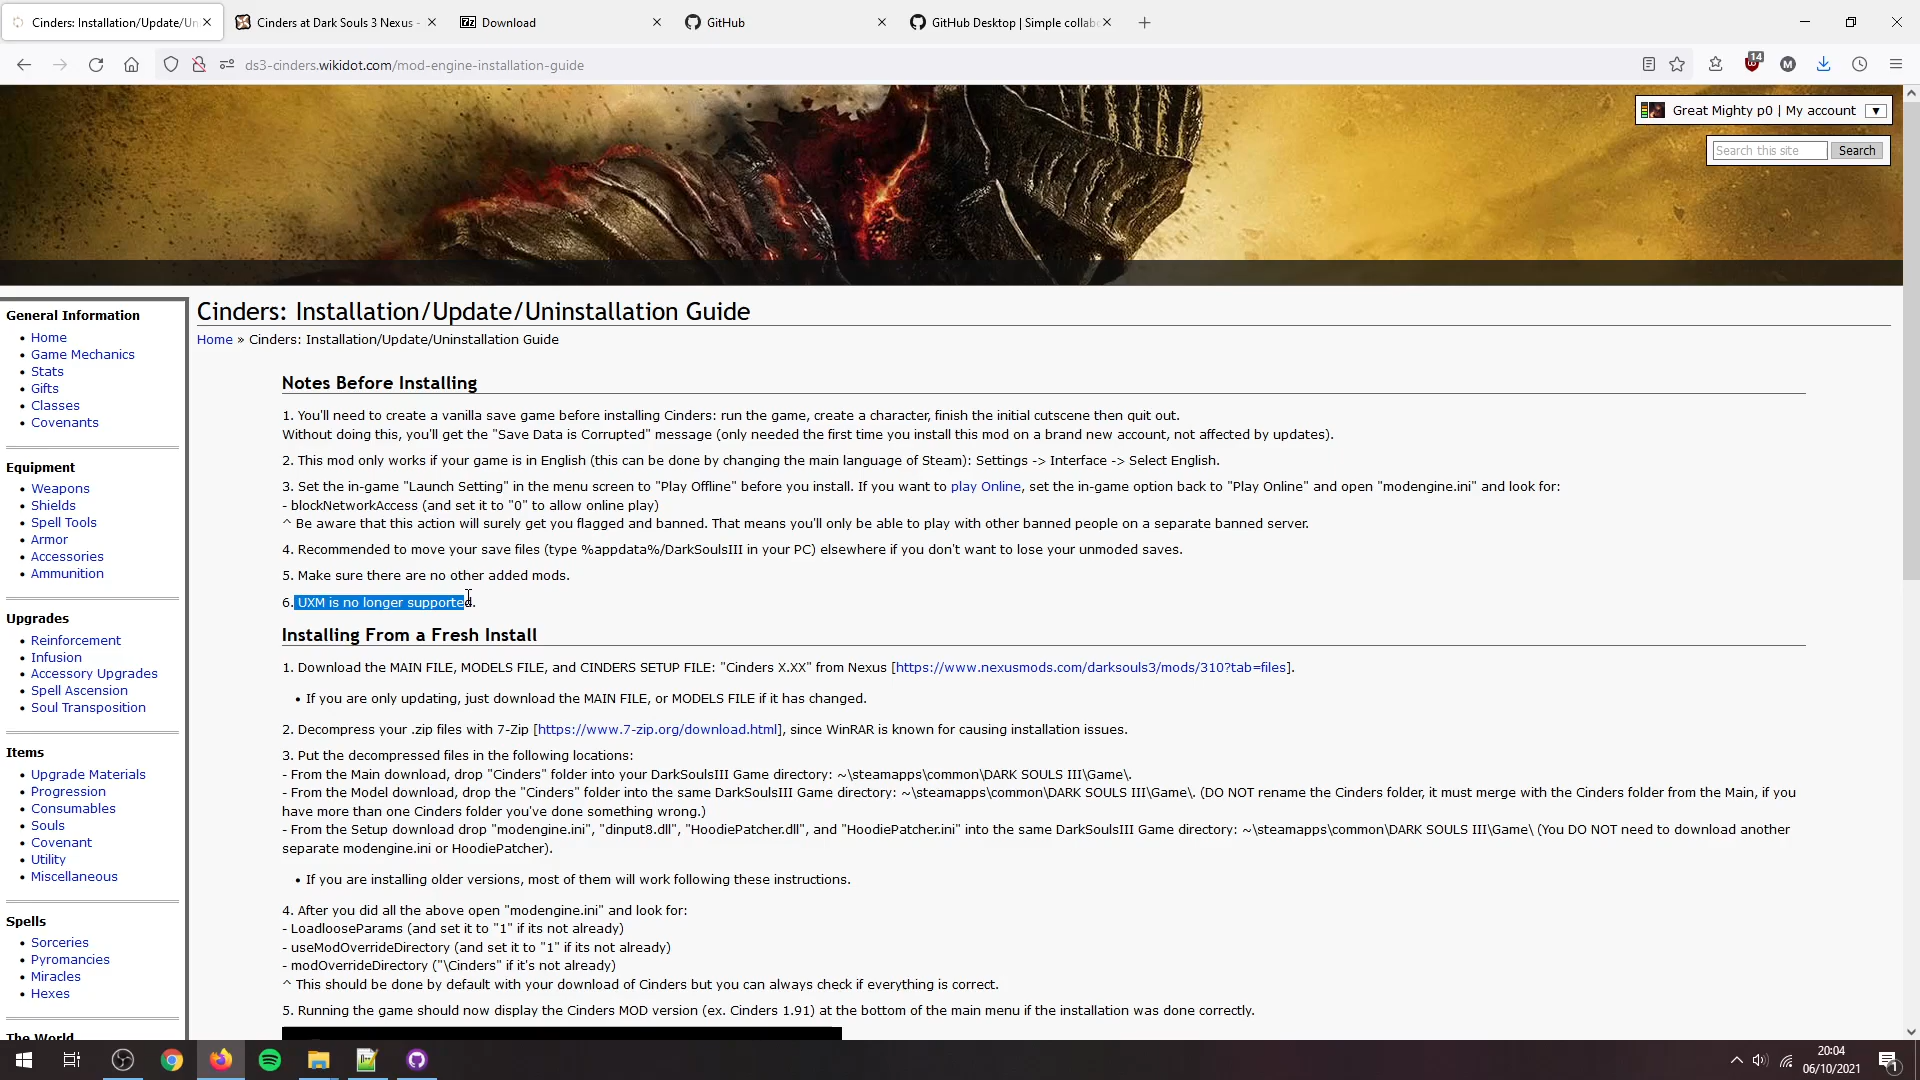 Cinders: Installation/Update/Un
Cinders at Dark Souls 3 Nexus -
7z Download
GitHub
GitHub Desktop | Simple collab
ds3-cinders.wikidot.com/mod-engine-installation-guide
14
M
Great Mighty p0 | My account ▼
Search this site
Search
General Information
• Home
• Game Mechanics
• Stats
• Gifts
• Classes
• Covenants
Equipment
• Weapons
• Shields
• Spell Tools
• Armor
• Accessories
• Ammunition
Upgrades
• Reinforcement
• Infusion
• Accessory Upgrades
• Spell Ascension
• Soul Transposition
Items
• Upgrade Materials
• Progression
• Consumables
• Souls
• Covenant
• Utility
• Miscellaneous
Spells
• Sorceries
• Pyromancies
• Miracles
• Hexes
The World
Cinders: Installation/Update/Uninstallation Guide
Home » Cinders: Installation/Update/Uninstallation Guide
Notes Before Installing
1. You'll need to create a vanilla save game before installing Cinders: run the game, create a character, finish the initial cutscene then quit out.
Without doing this, you'll get the "Save Data is Corrupted" message (only needed the first time you install this mod on a brand new account, not affected by updates).
2. This mod only works if your game is in English (this can be done by changing the main language of Steam): Settings -> Interface -> Select English.
3. Set the in-game "Launch Setting" in the menu screen to "Play Offline" before you install. If you want to play Online, set the in-game option back to "Play Online" and open "modengine.ini" and look for:
- blockNetworkAccess (and set it to "0" to allow online play)
^ Be aware that this action will surely get you flagged and banned. That means you'll only be able to play with other banned people on a separate banned server.
4. Recommended to move your save files (type %appdata%/DarkSoulsIII in your PC) elsewhere if you don't want to lose your unmoded saves.
5. Make sure there are no other added mods.
6. UXM is no longer supported.
Installing From a Fresh Install
1. Download the MAIN FILE, MODELS FILE, and CINDERS SETUP FILE: "Cinders X.XX" from Nexus [https://www.nexusmods.com/darksouls3/mods/310?tab=files].
• If you are only updating, just download the MAIN FILE, or MODELS FILE if it has changed.
2. Decompress your .zip files with 7-Zip [https://www.7-zip.org/download.html], since WinRAR is known for causing installation issues.
3. Put the decompressed files in the following locations:
- From the Main download, drop "Cinders" folder into your DarkSoulsIII Game directory: ~\steamapps\common\DARK SOULS III\Game\.
- From the Model download, drop the "Cinders" folder into the same DarkSoulsIII Game directory: ~\steamapps\common\DARK SOULS III\Game\. (DO NOT rename the Cinders folder, it must merge with the Cinders folder from the Main, if you
have more than one Cinders folder you've done something wrong.)
- From the Setup download drop "modengine.ini", "dinput8.dll", "HoodiePatcher.dll", and "HoodiePatcher.ini" into the same DarkSoulsIII Game directory: ~\steamapps\common\DARK SOULS III\Game\ (You DO NOT need to download another
separate modengine.ini or HoodiePatcher).
• If you are installing older versions, most of them will work following these instructions.
4. After you did all the above open "modengine.ini" and look for:
- LoadlooseParams (and set it to "1" if its not already)
- useModOverrideDirectory (and set it to "1" if its not already)
- modOverrideDirectory ("\Cinders" if it's not already)
^ This should be done by default with your download of Cinders but you can always check if everything is correct.
5. Running the game should now display the Cinders MOD version (ex. Cinders 1.91) at the bottom of the main menu if the installation was done correctly.
20:04
06/10/2021
1